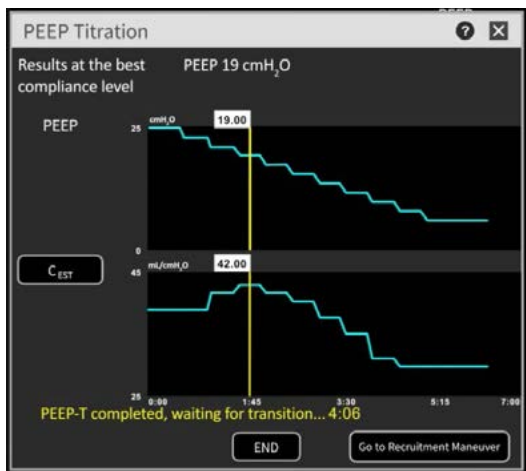 PEEP Titration
?
Results at the best PEEP 19 cmH2O
compliance level
PEEP
25 cmH2O 19.00
0
mL/cmH2O 42.00
45
C EST
25
0:00 1:45 3:30 5:15 7:00
PEEP-T completed, waiting for transition... 4:06
END
Go to Recruitment Maneuver